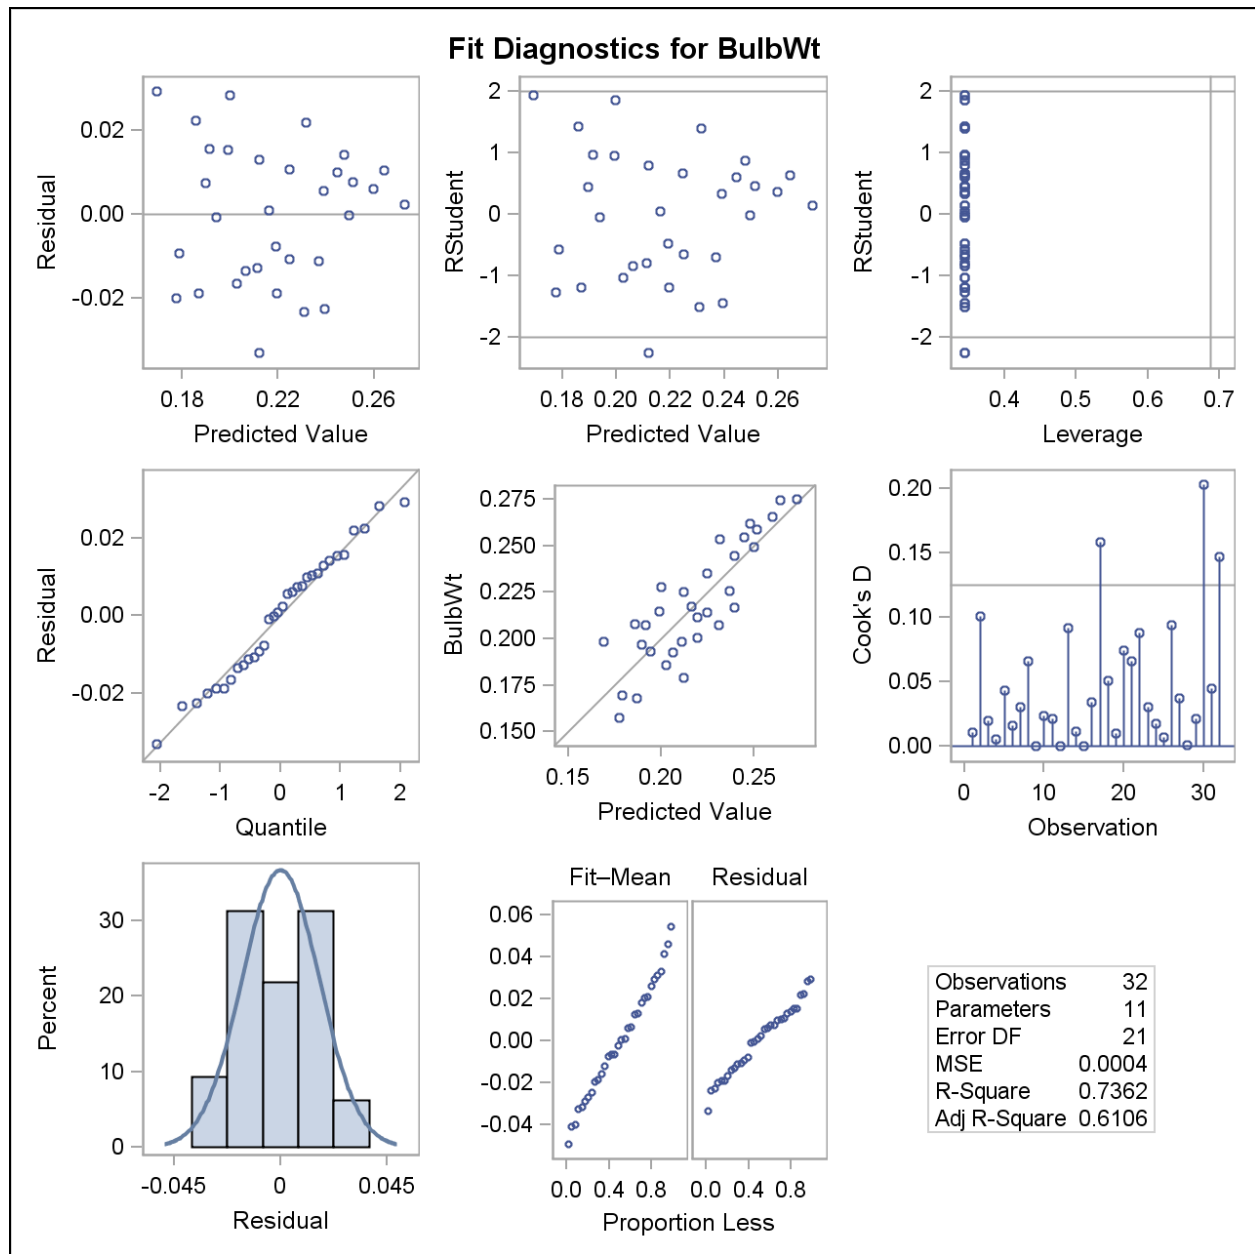 Fit Diagnostics for BulbWt
Residual
0.02
0.00
-0.02
0.18 0.22 0.26
Predicted Value
RStudent
2
1
0
-1
-2
0.18 0.20 0.22 0.24 0.26
Predicted Value
RStudent
2
1
0
-1
-2
0.4 0.5 0.6 0.7
Leverage
Residual
0.02
0.00
-0.02
-2 -1 0 1 2
Quantile
BulbWt
0.275
0.250
0.225
0.200
0.175
0.150
0.15 0.20 0.25
Predicted Value
Cook's D
0.20
0.15
0.10
0.05
0.00
0 10 20 30
Observation
Percent
30
20
10
0
-0.045 0 0.045
Residual
Fit–Mean Residual
0.06
0.04
0.02
0.00
-0.02
-0.04
0.0 0.4 0.8 0.0 0.4 0.8
Proportion Less
Observations 32
Parameters 11
Error DF 21
MSE 0.0004
R-Square 0.7362
Adj R-Square 0.6106